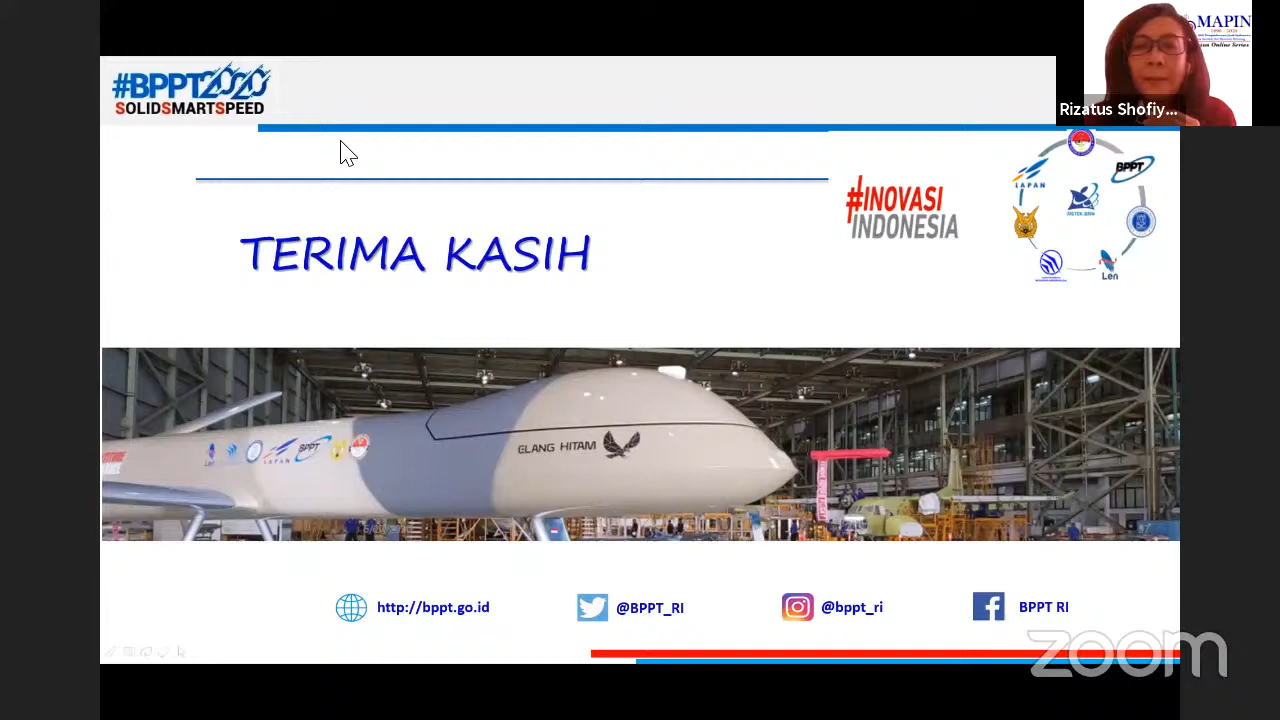 #BPPT2020
SOLIDSMARTSPEED
MAPIN
Rizatus Shofiy...
#INOVASI
INDONESIA
LAPAN
BPPT
Len
TERIMA KASIH
LAPAN
BPPT
ELANG HITAM
http://bppt.go.id
@BPPT_RI
@bppt_ri
BPPT RI
zoom